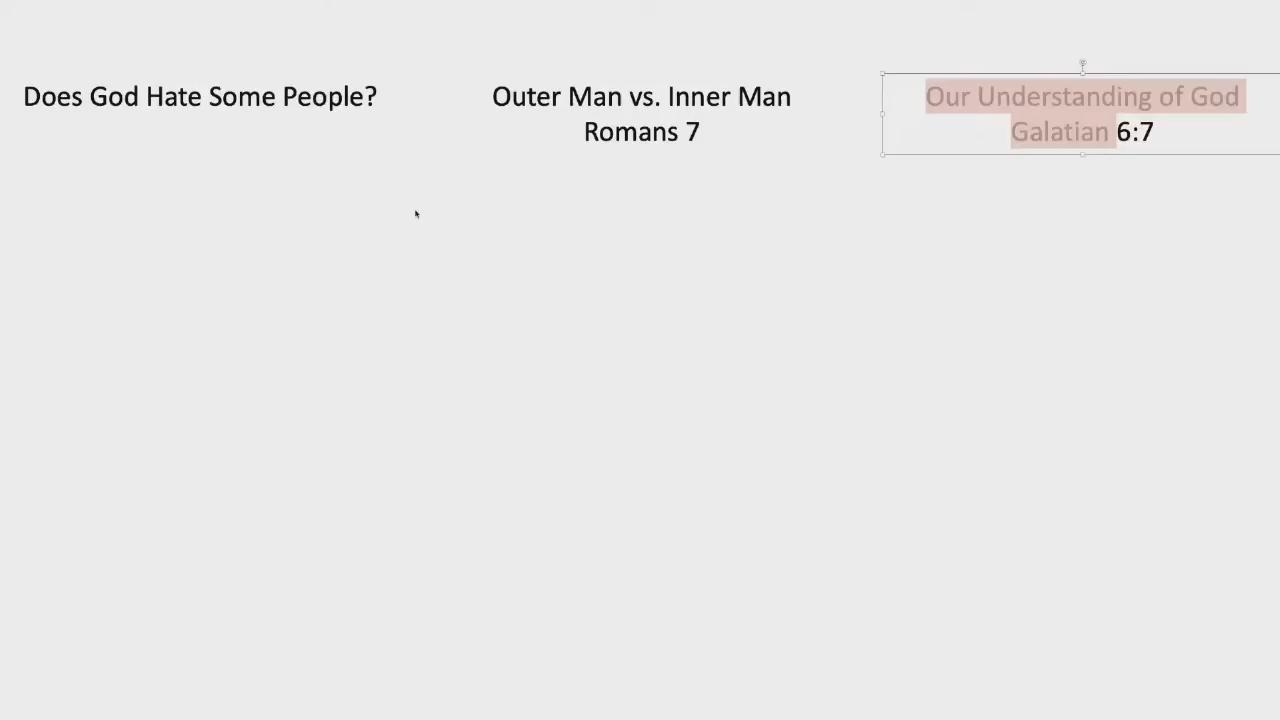 Does God Hate Some People?
Outer Man vs. Inner Man
Romans 7
Our Understanding of God
Galatian 6:7